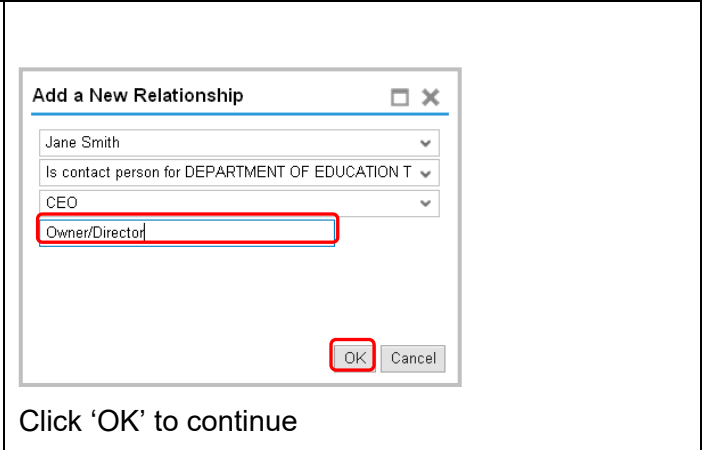 Add a New Relationship
Jane Smith
Is contact person for DEPARTMENT OF EDUCATION T
CEO
Owner/Director
OK Cancel
Click ‘OK’ to continue